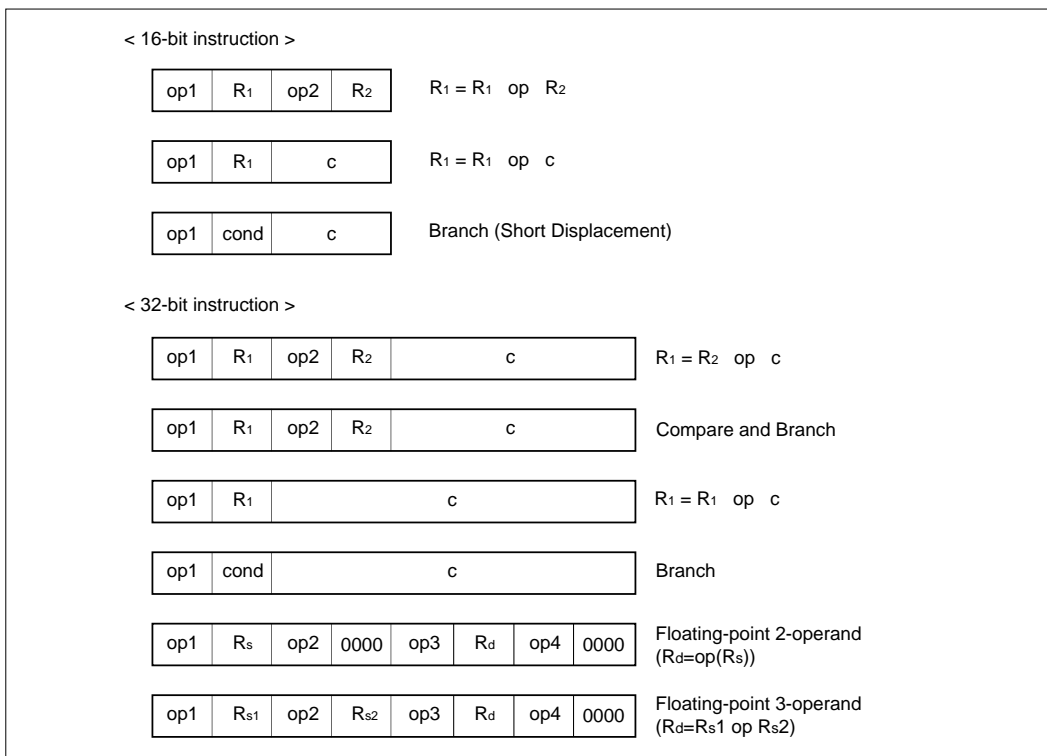 < 16-bit instruction >
op1 R1 op2 R2 R1 = R1 op R2
op1 R1 c R1 = R1 op c
op1 cond c Branch (Short Displacement)
< 32-bit instruction >
op1 R1 op2 R2 c R1 = R2 op c
op1 R1 op2 R2 c Compare and Branch
op1 R1 c R1 = R1 op c
op1 cond c Branch
op1 Rs op2 0000 op3 Rd op4 0000 Floating-point 2-operand
(Rd=op(Rs))
op1 Rs1 op2 Rs2 op3 Rd op4 0000 Floating-point 3-operand
(Rd=Rs1 op Rs2)